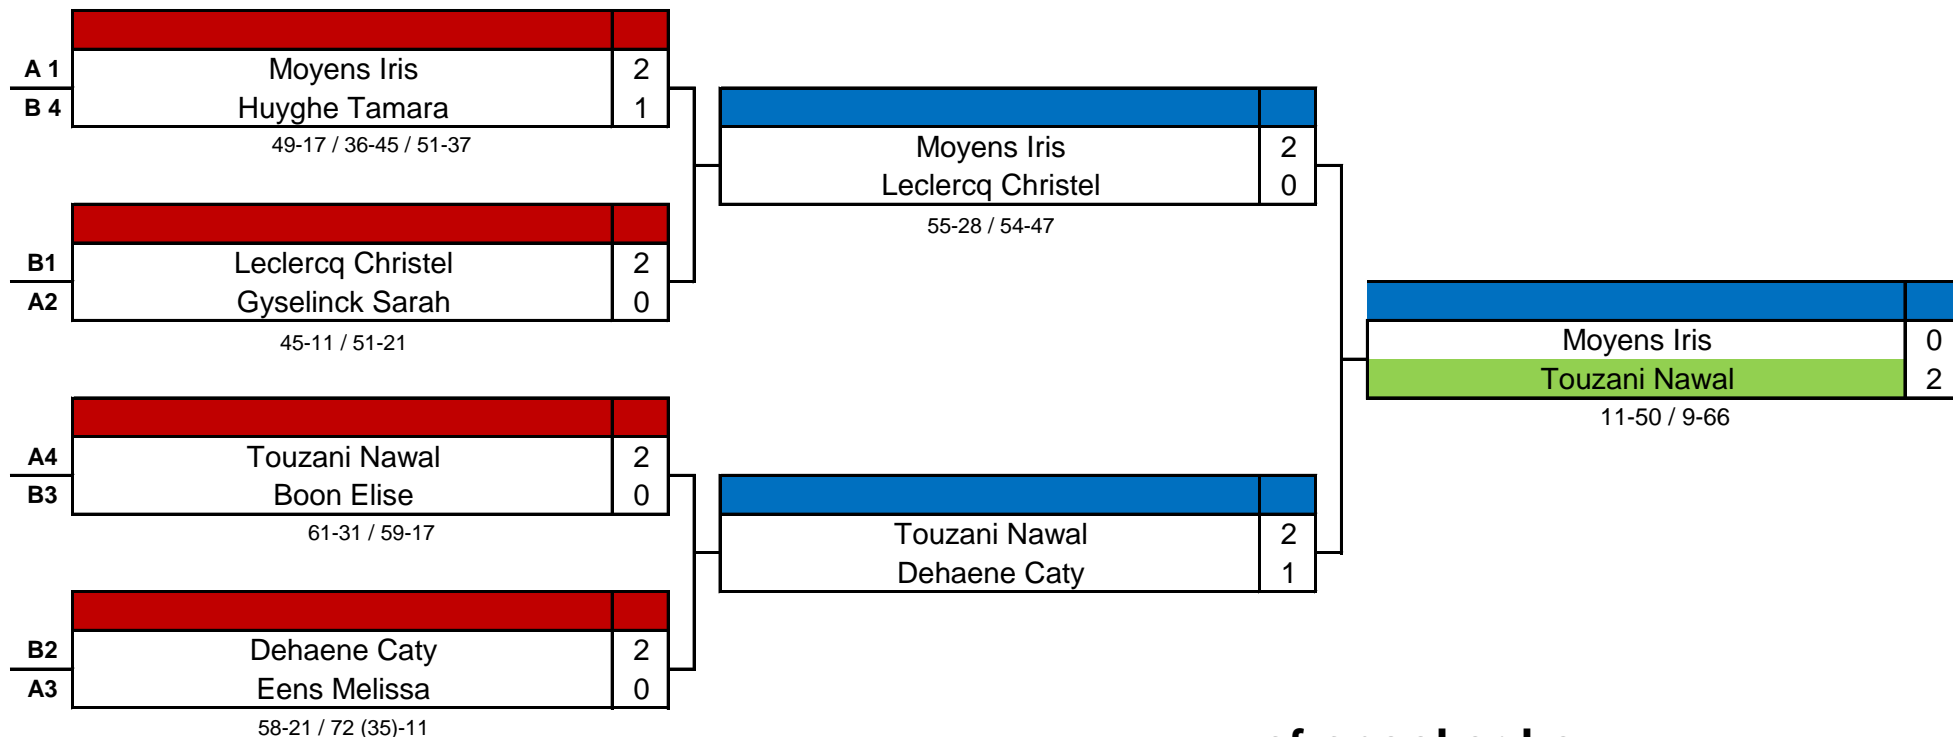 A 1 Moyens Iris 2
B 4 Huyghe Tamara 1
49-17 / 36-45 / 51-37
B1 Leclercq Christel 2
A2 Gyselinck Sarah 0
45-11 / 51-21
A4 Touzani Nawal 2
B3 Boon Elise 0
61-31 / 59-17
B2 Dehaene Caty 2
A3 Eens Melissa 0
58-21 / 72 (35)-11
Moyens Iris 2
Leclercq Christel 0
55-28 / 54-47
Touzani Nawal 2
Dehaene Caty 1
Moyens Iris 0
Touzani Nawal 2
11-50 / 9-66